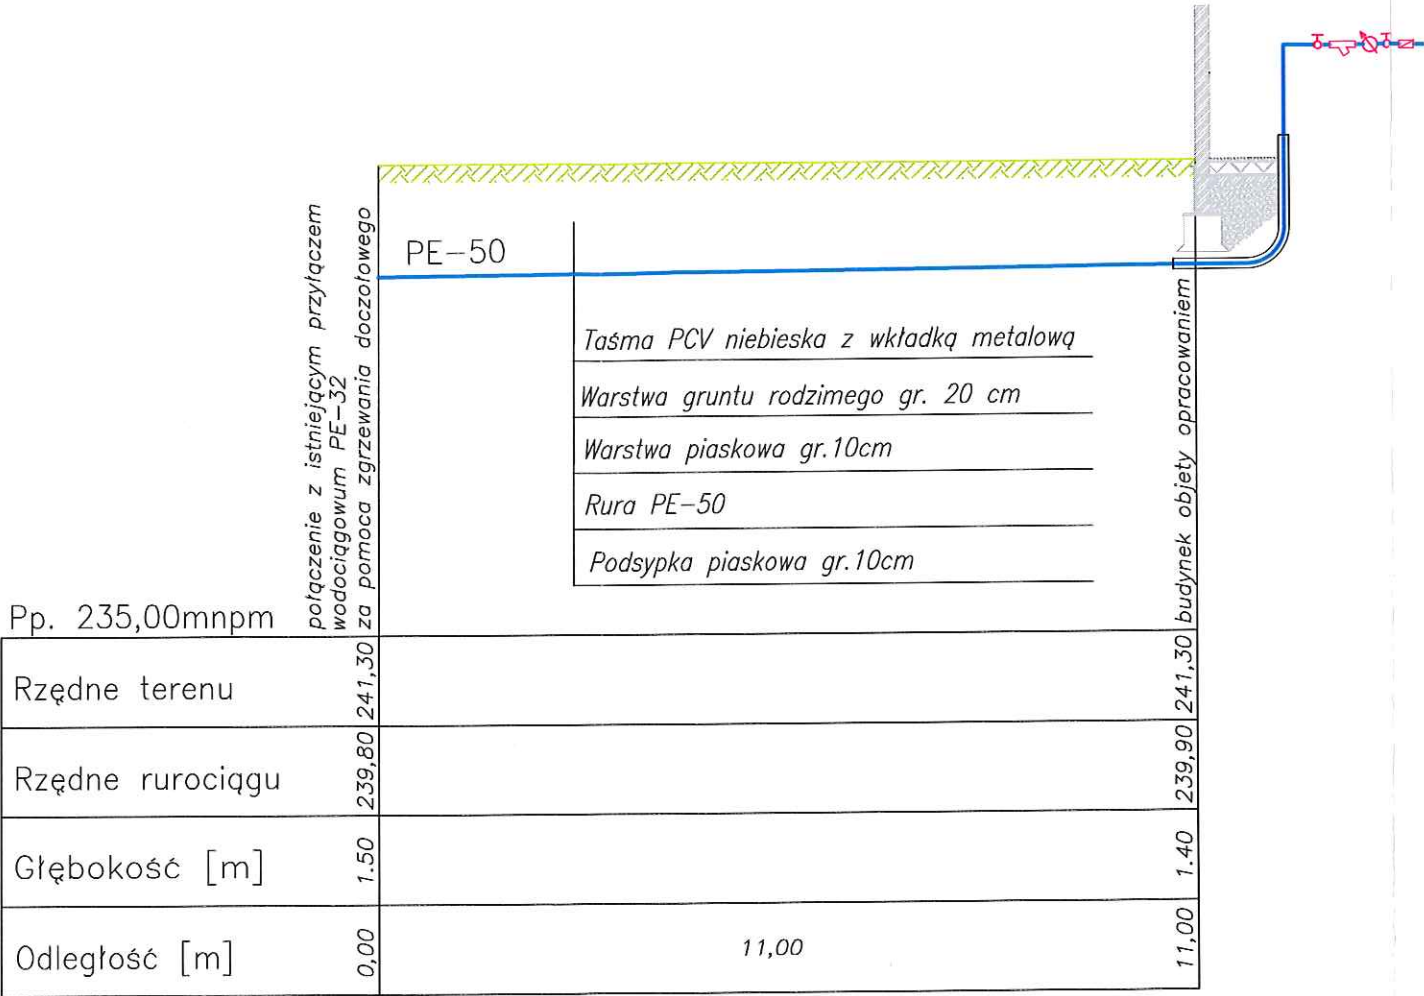 PE-50
połączenie z istniejącym przyłączem
wodociągowum PE-32
za pomoca zgrzewania doczołowego
Taśma PCV niebieska z wkładką metalową
Warstwa gruntu rodzimego gr. 20 cm
Warstwa piaskowa gr.10cm
Rura PE-50
Podsypka piaskowa gr.10cm
budynek objety opracowaniem
Pp. 235,00mnpm
Rzędne terenu 241,30 241,30
Rzędne rurociągu 239,80 239,90
Głębokość [m] 1.50 1.40
Odległość [m] 0,00 11,00 11,00